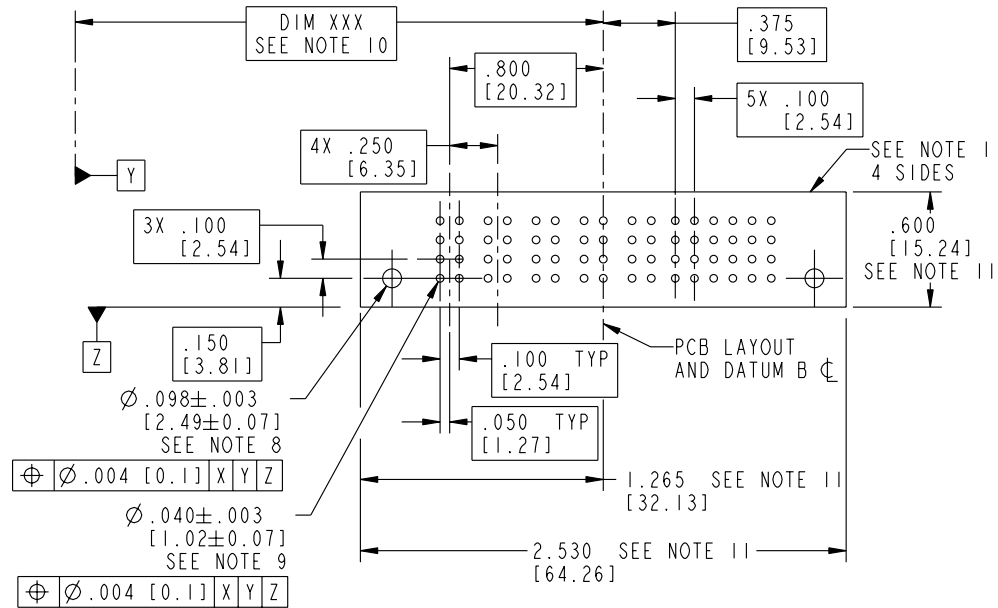 DIM XXX
SEE NOTE 10
.375
[9.53]
.800
[20.32]
5X .100
[2.54]
4X .250
[6.35]
SEE NOTE 1
4 SIDES
Y
3X .100
[2.54]
.600
[15.24]
SEE NOTE 11
Z
.150
[3.81]
.100 TYP
[2.54]
PCB LAYOUT
AND DATUM B ℄
Ø.098±.003
[2.49±0.07]
SEE NOTE 8
⌖ Ø.004 [0.1] X Y Z
.050 TYP
[1.27]
1.265 SEE NOTE 11
[32.13]
Ø.040±.003
[1.02±0.07]
SEE NOTE 9
⌖ Ø.004 [0.1] X Y Z
2.530 SEE NOTE 11
[64.26]